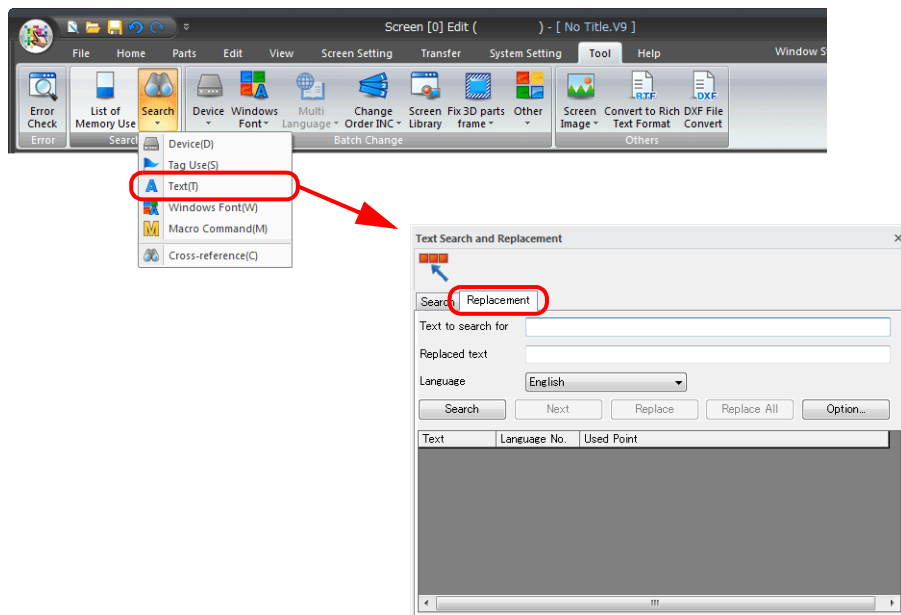 Screen [0] Edit ( ) - [ No Title.V9 ]
File Home Parts Edit View Screen Setting Transfer System Setting Tool Help Window S
Error Check
List of Memory Use
Search
Device
Windows Font
Multi Language
Change Order INC
Screen Library
Fix 3D parts frame
Other
Screen Image
Convert to Rich Text Format
DXF File Convert
Error
Search
Batch Change
Others
Device(D)
Tag Use(S)
Text(T)
Windows Font(W)
Macro Command(M)
Cross-reference(C)
Text Search and Replacement
Search Replacement
Text to search for
Replaced text
Language English
Search Next Replace Replace All Option...
Text Language No. Used Point